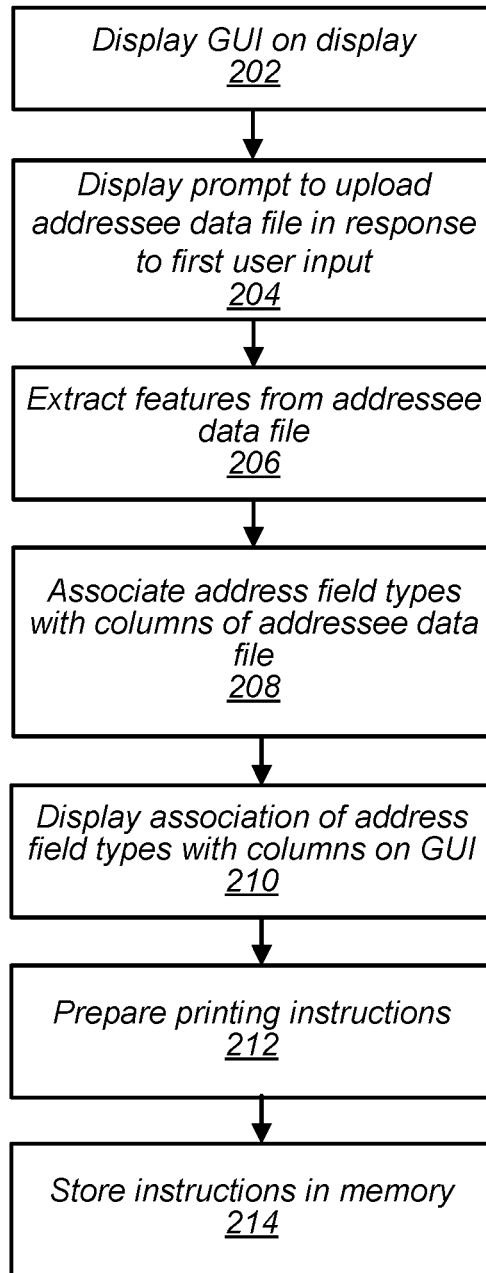 Display GUI on display
202
Display prompt to upload
addressee data file in response
to first user input
204
Extract features from addressee
data file
206
Associate address field types
with columns of addressee data
file
208
Display association of address
field types with columns on GUI
210
Prepare printing instructions
212
Store instructions in memory
214